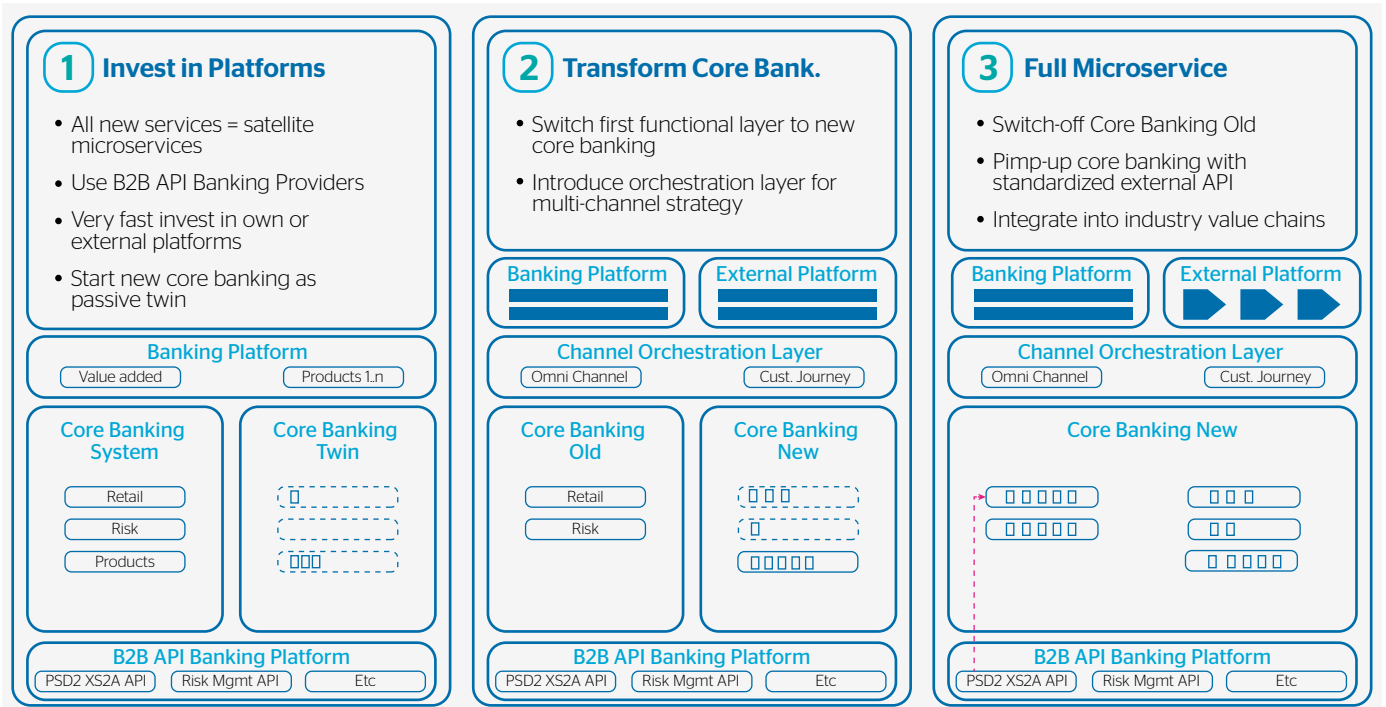 1 Invest in Platforms
• All new services = satellite
microservices
• Use B2B API Banking Providers
• Very fast invest in own or
external platforms
• Start new core banking as
passive twin
Banking Platform
Value added
Products 1..n
Core Banking
System
Retail
Risk
Products
Core Banking
Twin
B2B API Banking Platform
PSD2 XS2A API
Risk Mgmt API
Etc
2 Transform Core Bank.
• Switch first functional layer to new
core banking
• Introduce orchestration layer for
multi-channel strategy
Banking Platform
External Platform
Channel Orchestration Layer
Omni Channel
Cust. Journey
Core Banking
Old
Retail
Risk
Core Banking
New
B2B API Banking Platform
PSD2 XS2A API
Risk Mgmt API
Etc
3 Full Microservice
• Switch-off Core Banking Old
• Pimp-up core banking with
standardized external API
• Integrate into industry value chains
Banking Platform
External Platform
Channel Orchestration Layer
Omni Channel
Cust. Journey
Core Banking New
B2B API Banking Platform
PSD2 XS2A API
Risk Mgmt API
Etc